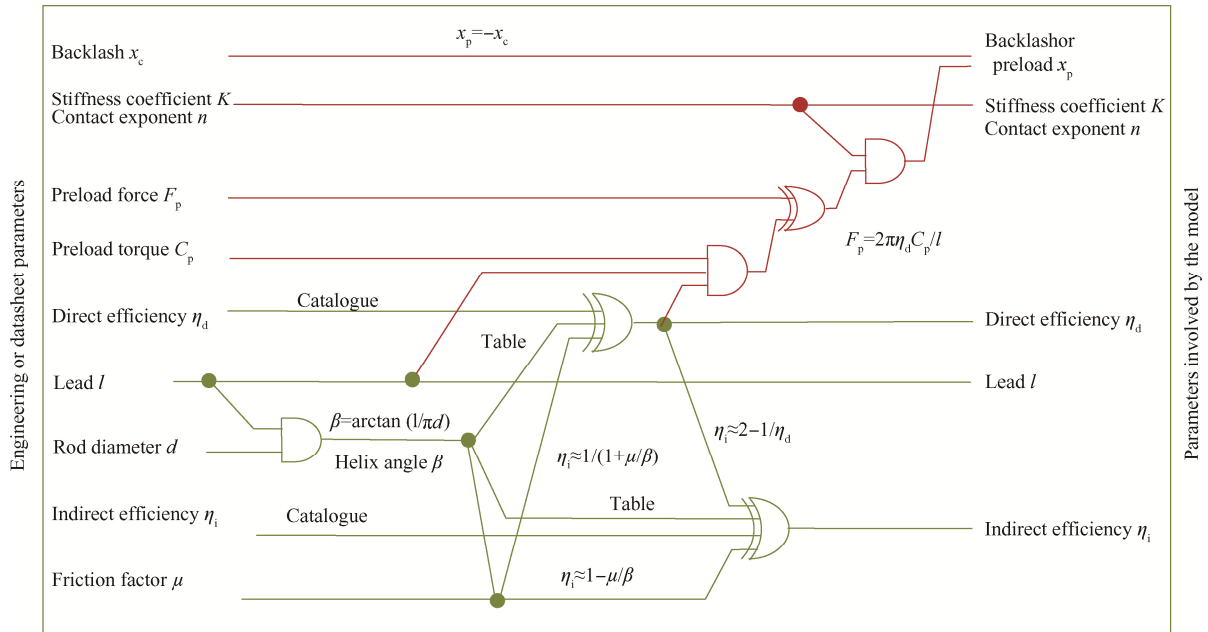 Engineering or datasheet parameters
Backlash x_c
Stiffness coefficient K
Contact exponent n
Preload force F_p
Preload torque C_p
Direct efficiency η_d
Lead l
Rod diameter d
Indirect efficiency η_i
Friction factor μ
x_p=−x_c
F_p=2πη_dC_p/l
Catalogue
Table
β=arctan (l/πd)
Helix angle β
η_i≈1/(1+μ/β)
η_i≈2−1/η_d
Table
Catalogue
η_i≈1−μ/β
Backlashor
preload x_p
Stiffness coefficient K
Contact exponent n
Direct efficiency η_d
Lead l
Indirect efficiency η_i
Parameters involved by the model